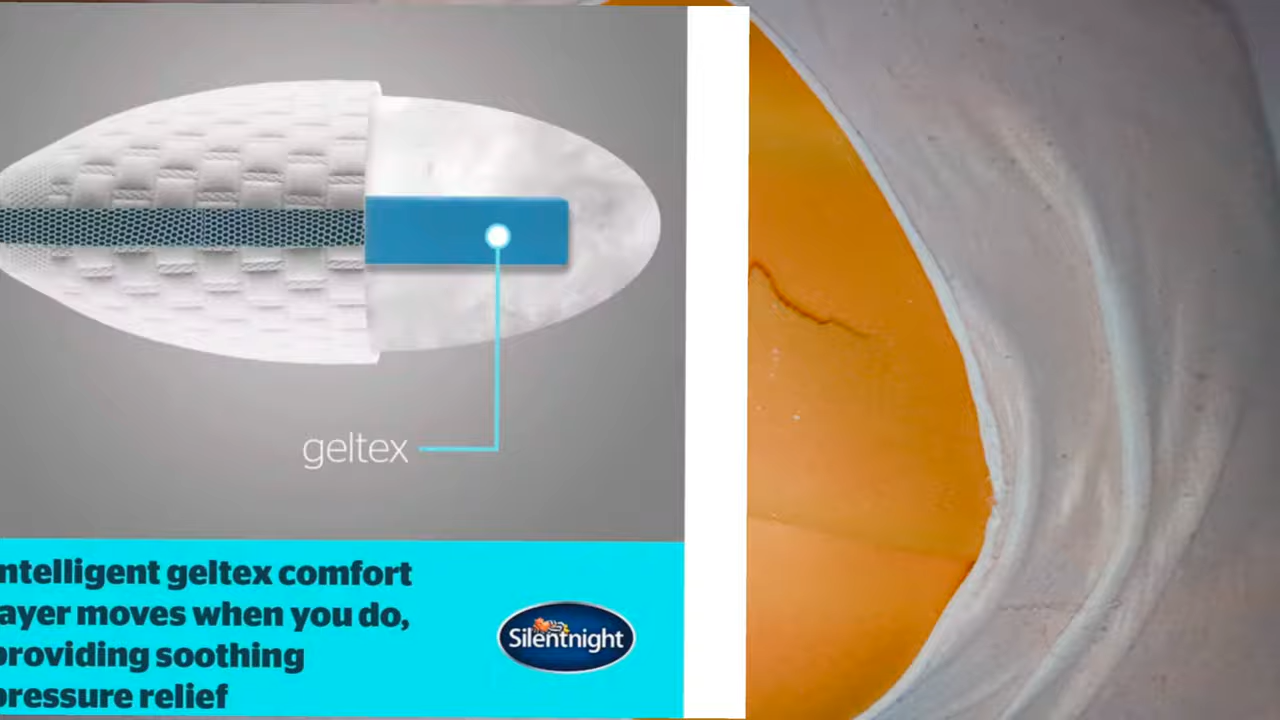 geltex
ntelligent geltex comfort
ayer moves when you do,
providing soothing
pressure relief
Silentnight